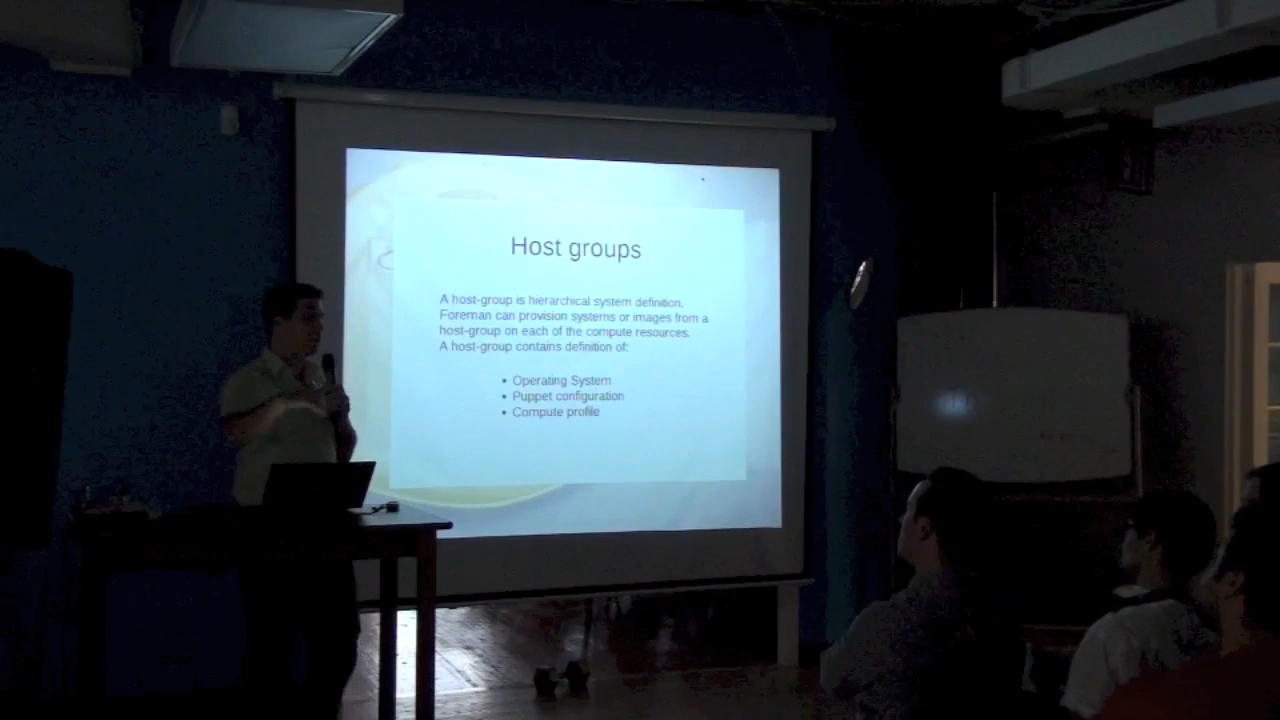 Host groups
A host-group is hierarchical system definition.
Foreman can provision systems or images from a
host-group on each of the compute resources.
A host-group contains definition of:
• Operating System
• Puppet configuration
• Compute profile